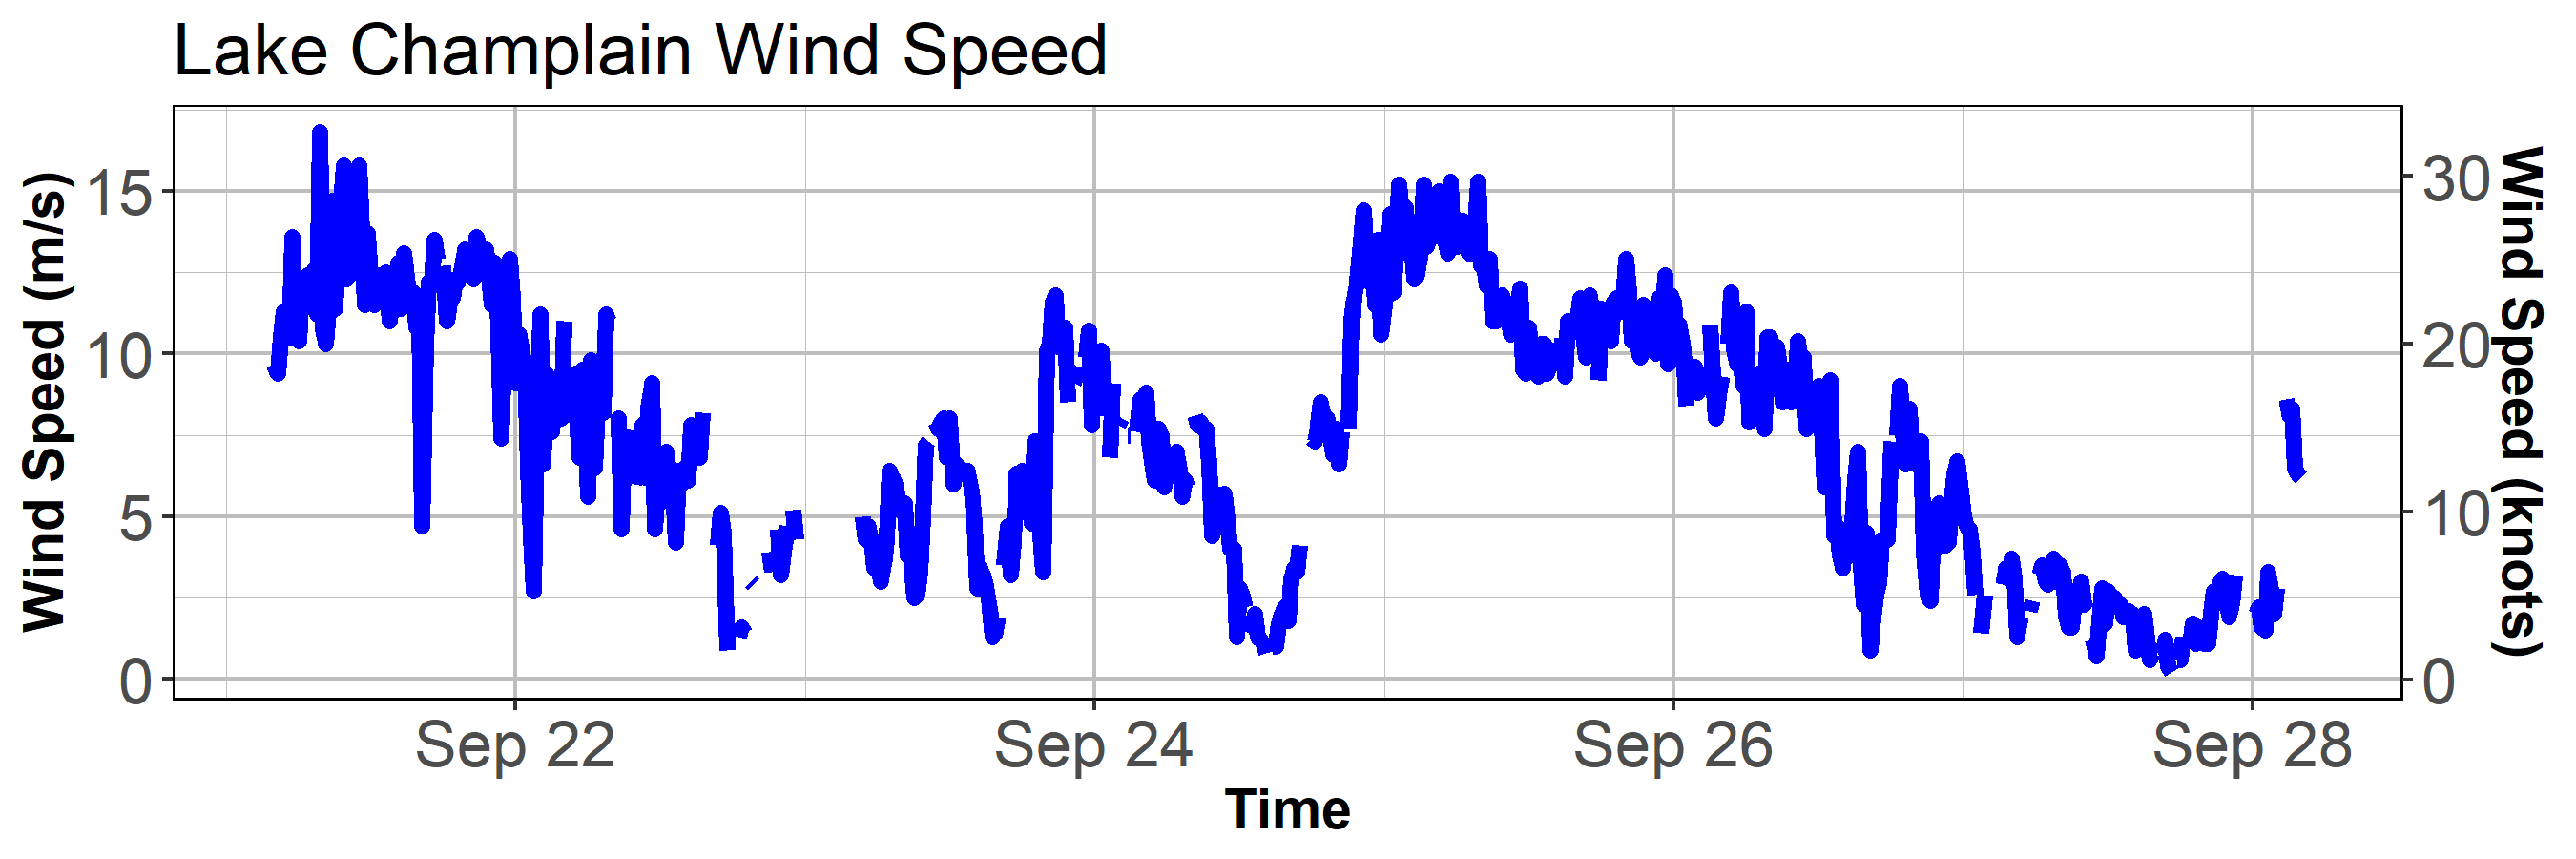 Lake Champlain Wind Speed
Wind Speed (m/s)
15
10
5
0
30
20
10
0
Wind Speed (knots)
Sep 22
Sep 24
Sep 26
Sep 28
Time